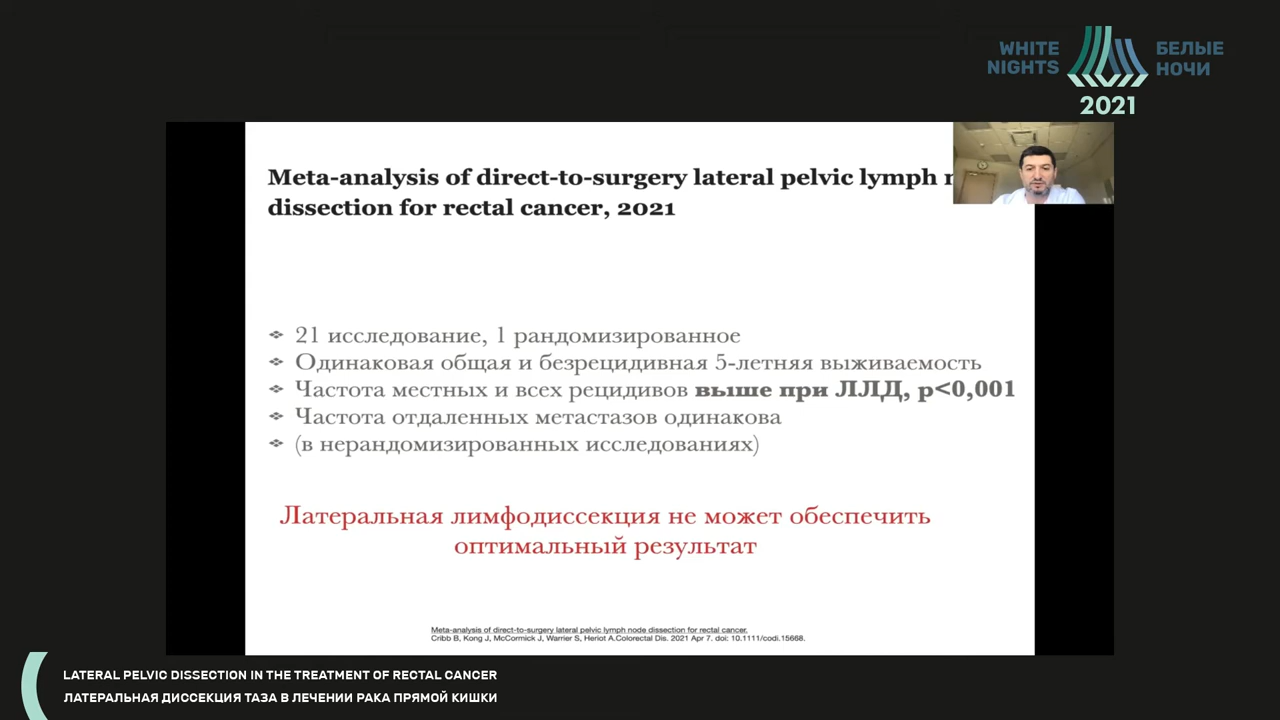 WHITE
NIGHTS
БЕЛЫЕ
НОЧИ
2021
Meta-analysis of direct-to-surgery lateral pelvic lymph
dissection for rectal cancer, 2021
21 исследование, 1 рандомизированное
Одинаковая общая и безрецидивная 5-летняя выживаемость
Частота местных и всех рецидивов выше при ЛЛД, p<0,001
Частота отдаленных метастазов одинакова
(в нерандомизированных исследованиях)
Латеральная лимфодиссекция не может обеспечить
оптимальный результат
Meta-analysis of direct-to-surgery lateral pelvic lymph node dissection for rectal cancer.
Cribb B, Kong J, McCormick J, Warrier S, Heriot A.Colorectal Dis. 2021 Apr 7. doi: 10.1111/codi.15668.
LATERAL PELVIC DISSECTION IN THE TREATMENT OF RECTAL CANCER
ЛАТЕРАЛЬНАЯ ДИССЕКЦИЯ ТАЗА В ЛЕЧЕНИИ РАКА ПРЯМОЙ КИШКИ